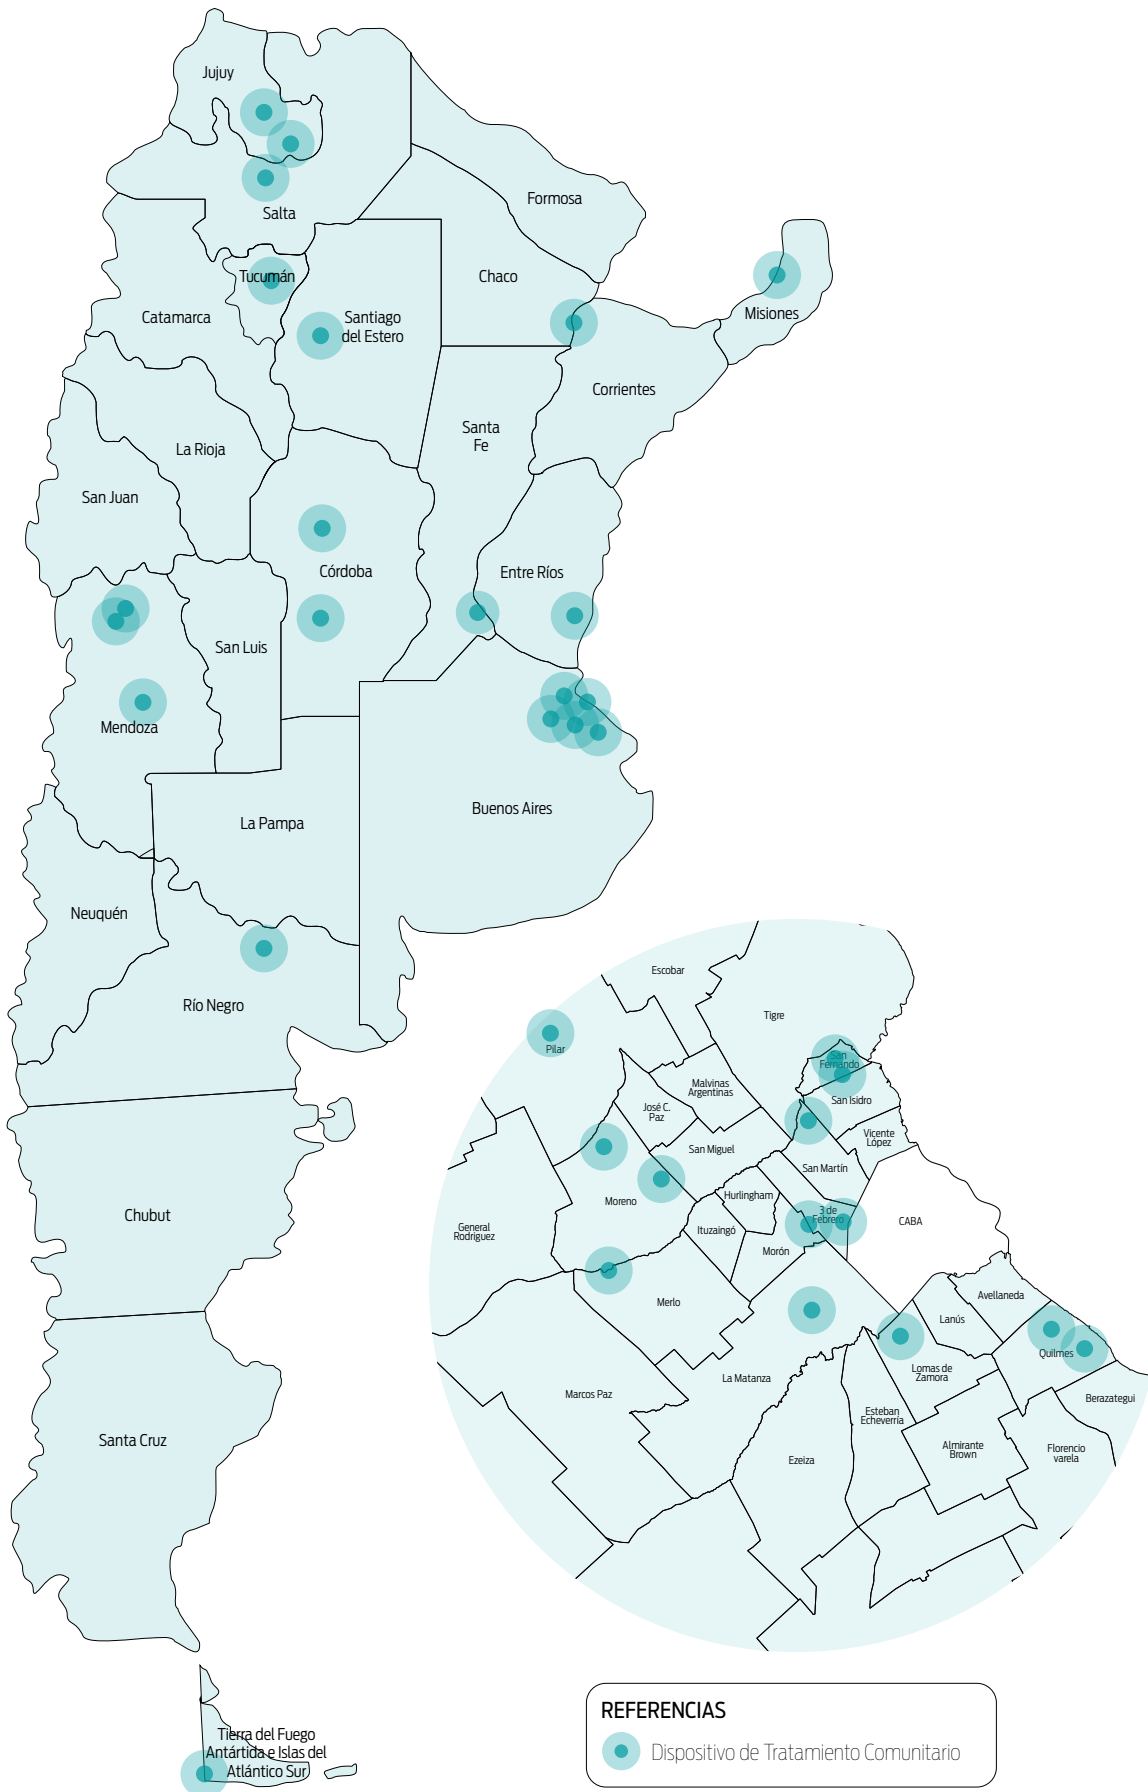 Jujuy
Salta
Formosa
Tucumán
Chaco
Catamarca
Santiago
del Estero
Misiones
Corrientes
Santa
Fe
La Rioja
San Juan
Córdoba
Entre Ríos
San Luis
Mendoza
Buenos Aires
La Pampa
Neuquén
Río Negro
Chubut
Santa Cruz
Tierra del Fuego
Antártida e Islas del
Atlántico Sur
Escobar
Tigre
Pilar
San
Fernando
Malvinas
Argentinas
San Isidro
José C.
Paz
Vicente
López
San Miguel
San Martín
Moreno
Hurlingham
3 de
Febrero
CABA
General
Rodriguez
Ituzaingó
Morón
Merlo
Avellaneda
Lanús
Quilmes
La Matanza
Lomas de
Zamora
Marcos Paz
Berazategui
Esteban
Echeverría
Almirante
Brown
Florencio
varela
Ezeiza
REFERENCIAS
Dispositivo de Tratamiento Comunitario